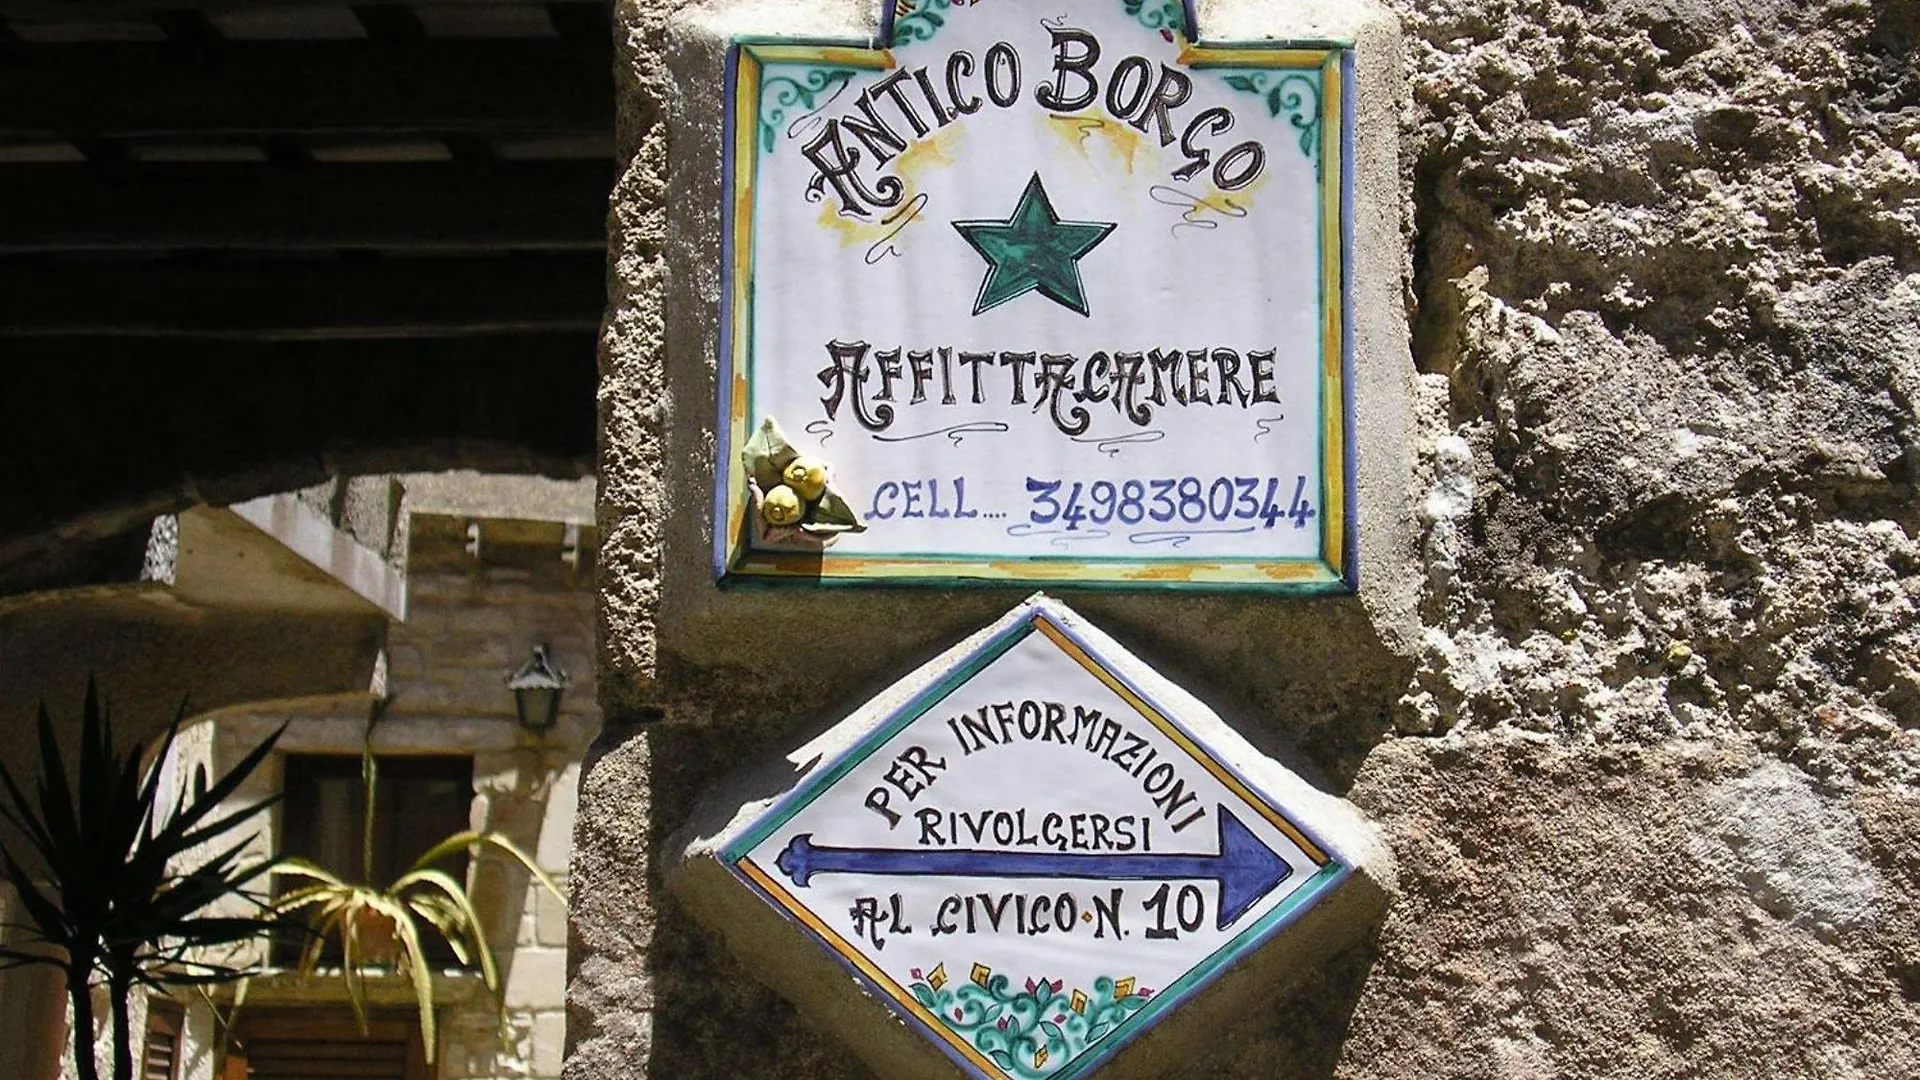 ANTICO BORGO
AFFITTACAMERE
CELL.... 3498380344
PER INFORMAZIONI
RIVOLGERSI
AL CIVICO N. 10